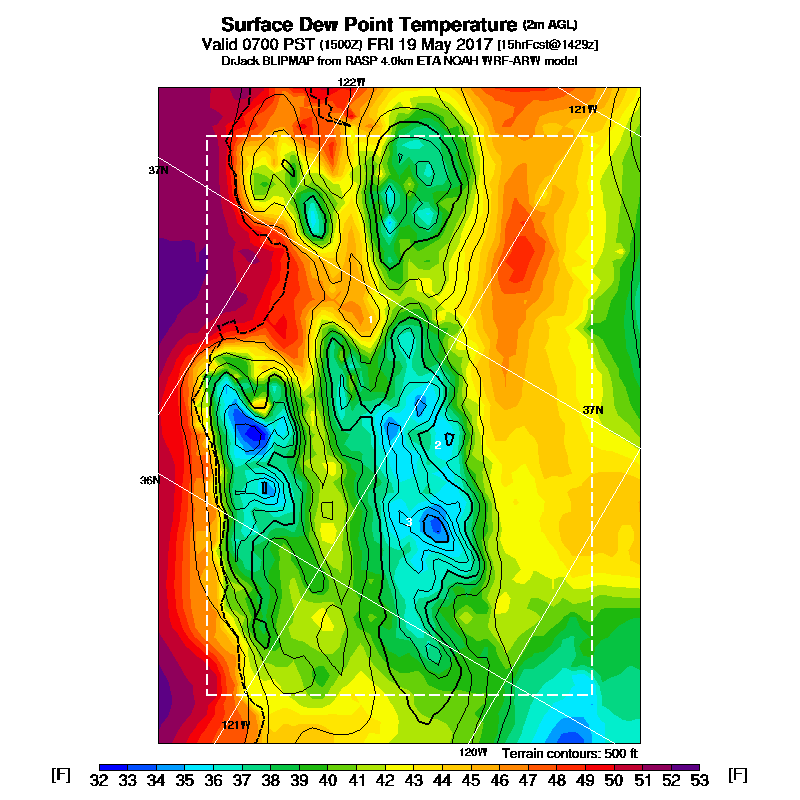 Surface Dew Point Temperature (2m AGL)
Valid 0700 PST (1500Z) FRI 19 May 2017 [15hrFcst@1429z]
DrJack BLIPMAP from RASP 4.0km ETA NOAH WRF-ARW model
122W
121W
37N
1
37N
2
36N
3
121W
120W
Terrain contours: 500 ft
[F] 32 33 34 35 36 37 38 39 40 41 42 43 44 45 46 47 48 49 50 51 52 53 [F]